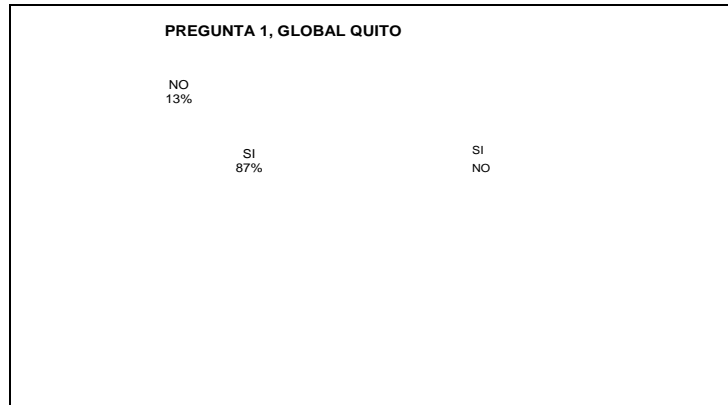 PREGUNTA 1, GLOBAL QUITO
NO
13%
SI
87%
SI
NO